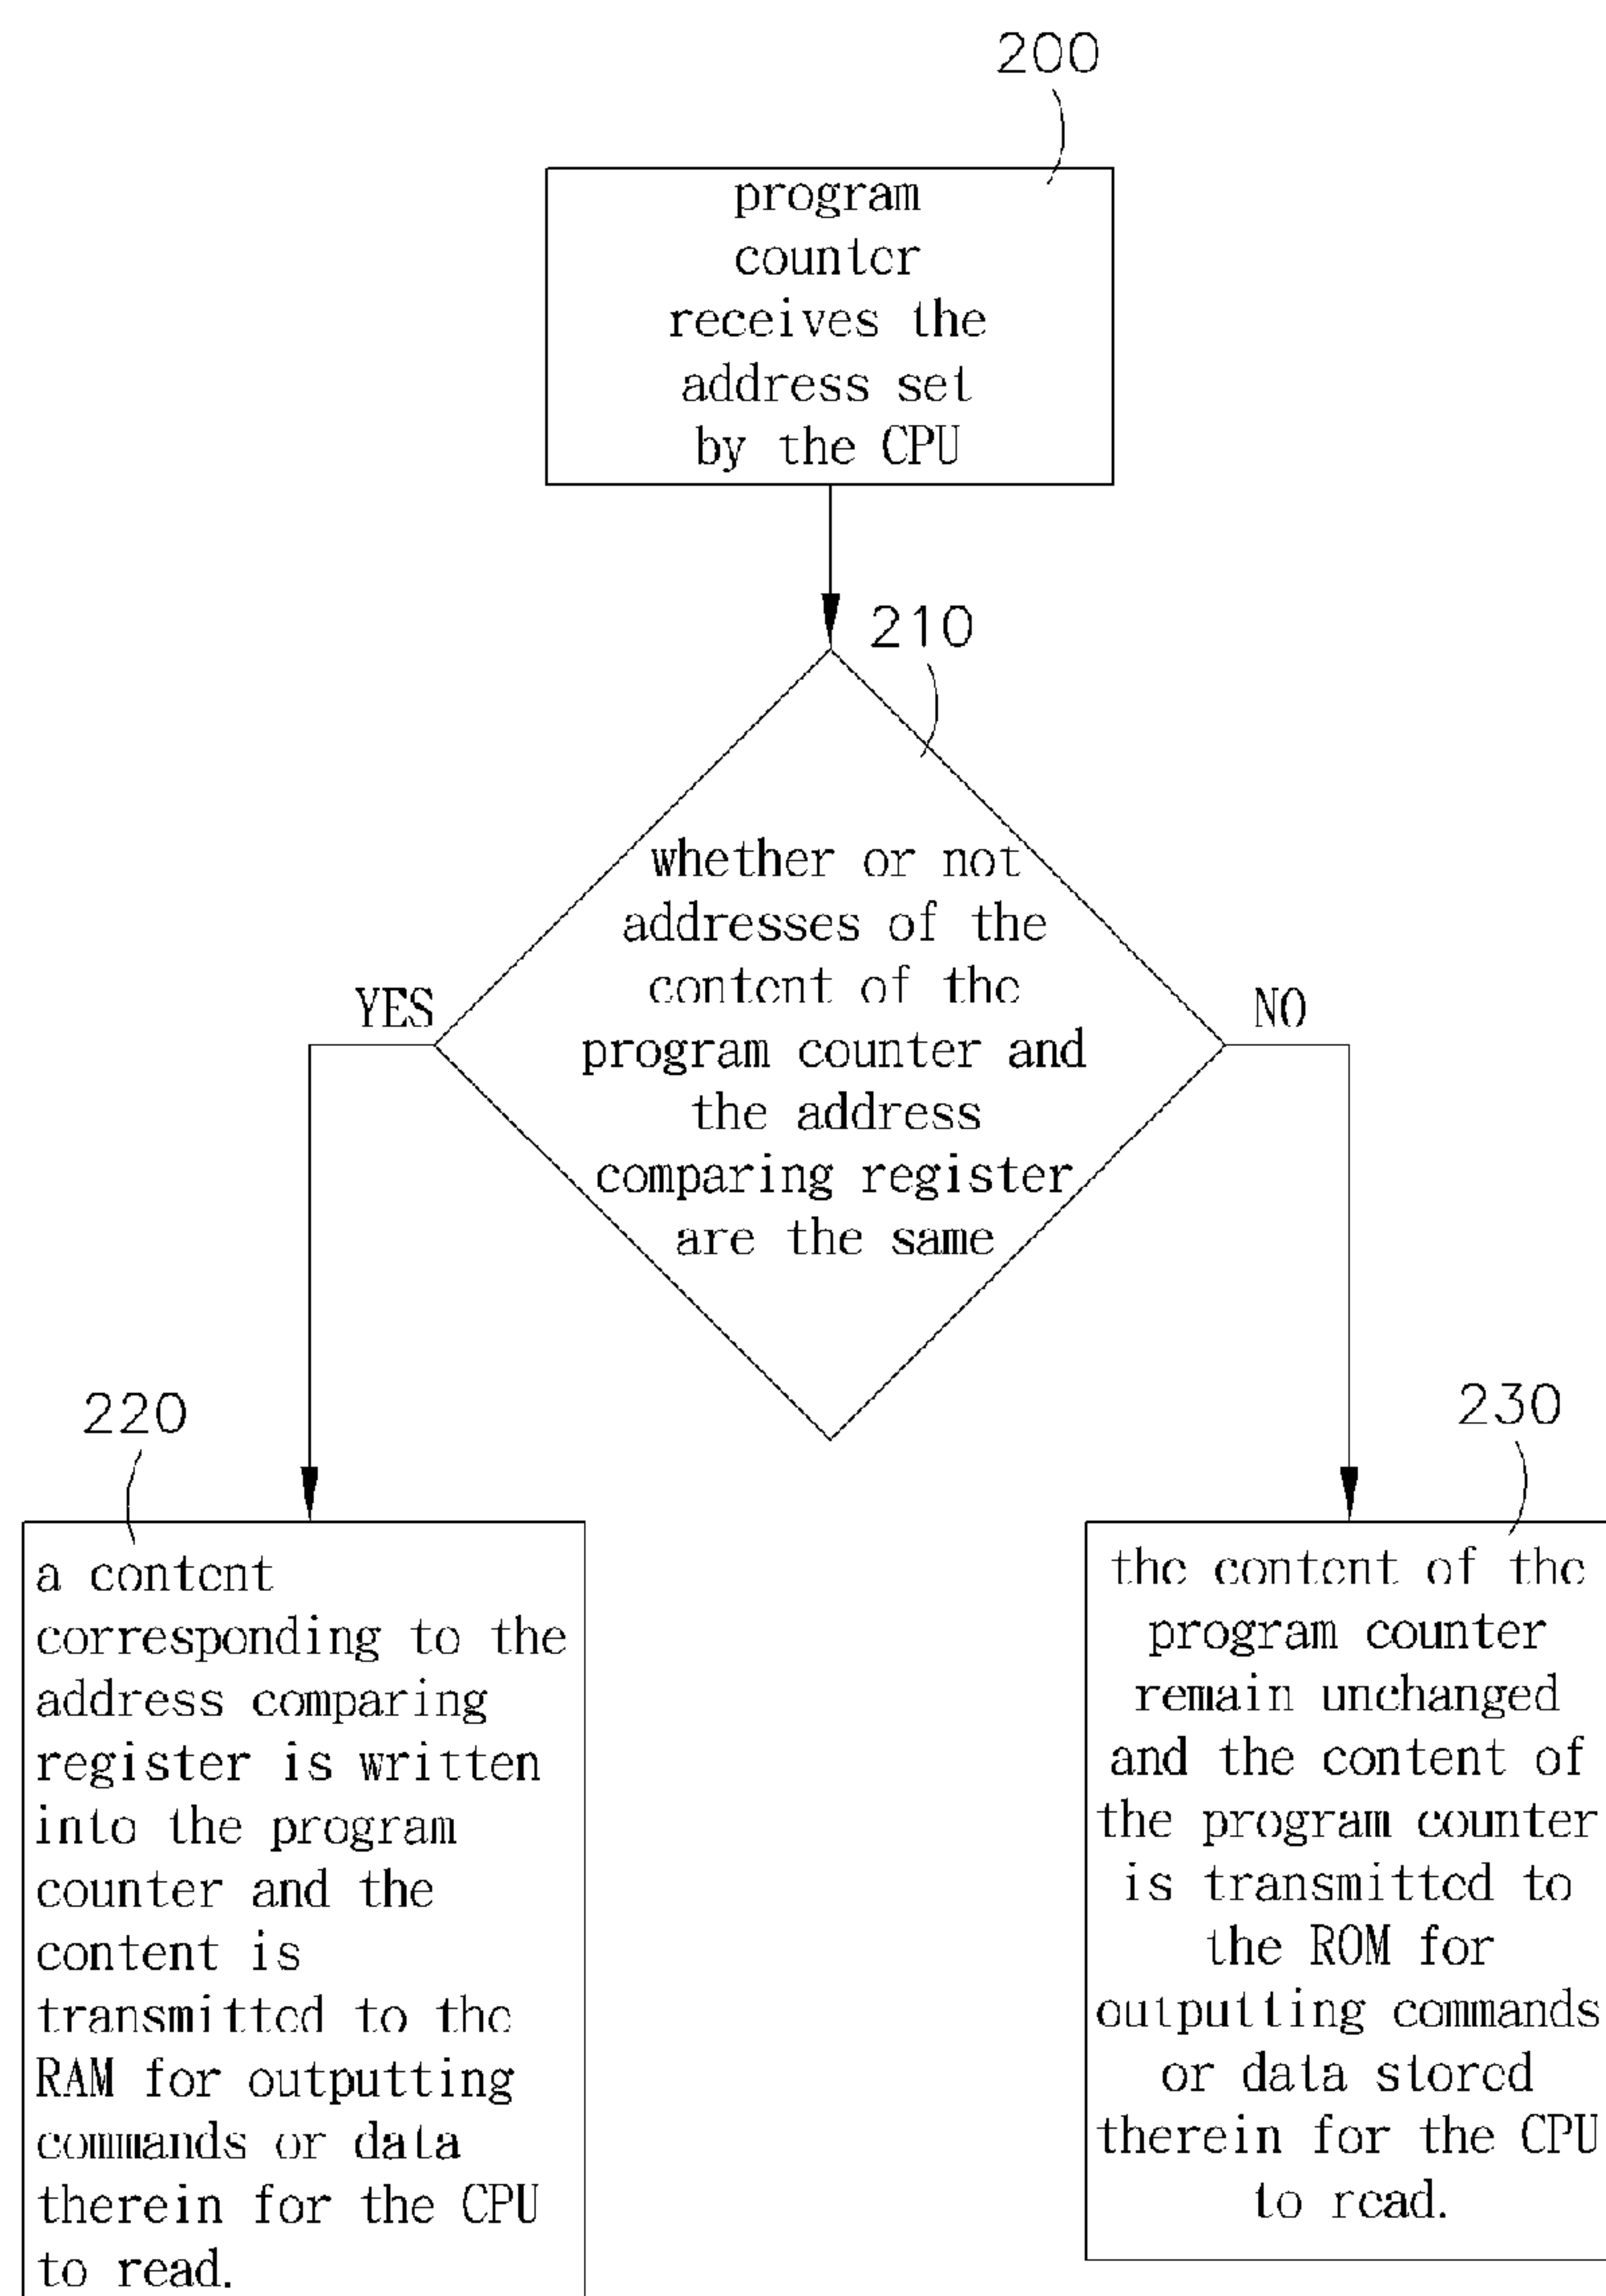 200
program
counter
receives the
address set
by the CPU
210
whether or not
addresses of the
content of the
program counter and
the address
comparing register
are the same
YES
NO
220
a content
corresponding to the
address comparing
register is written
into the program
counter and the
content is
transmitted to the
RAM for outputting
commands or data
therein for the CPU
to read.
230
the content of the
program counter
remain unchanged
and the content of
the program counter
is transmitted to
the ROM for
outputting commands
or data stored
therein for the CPU
to read.